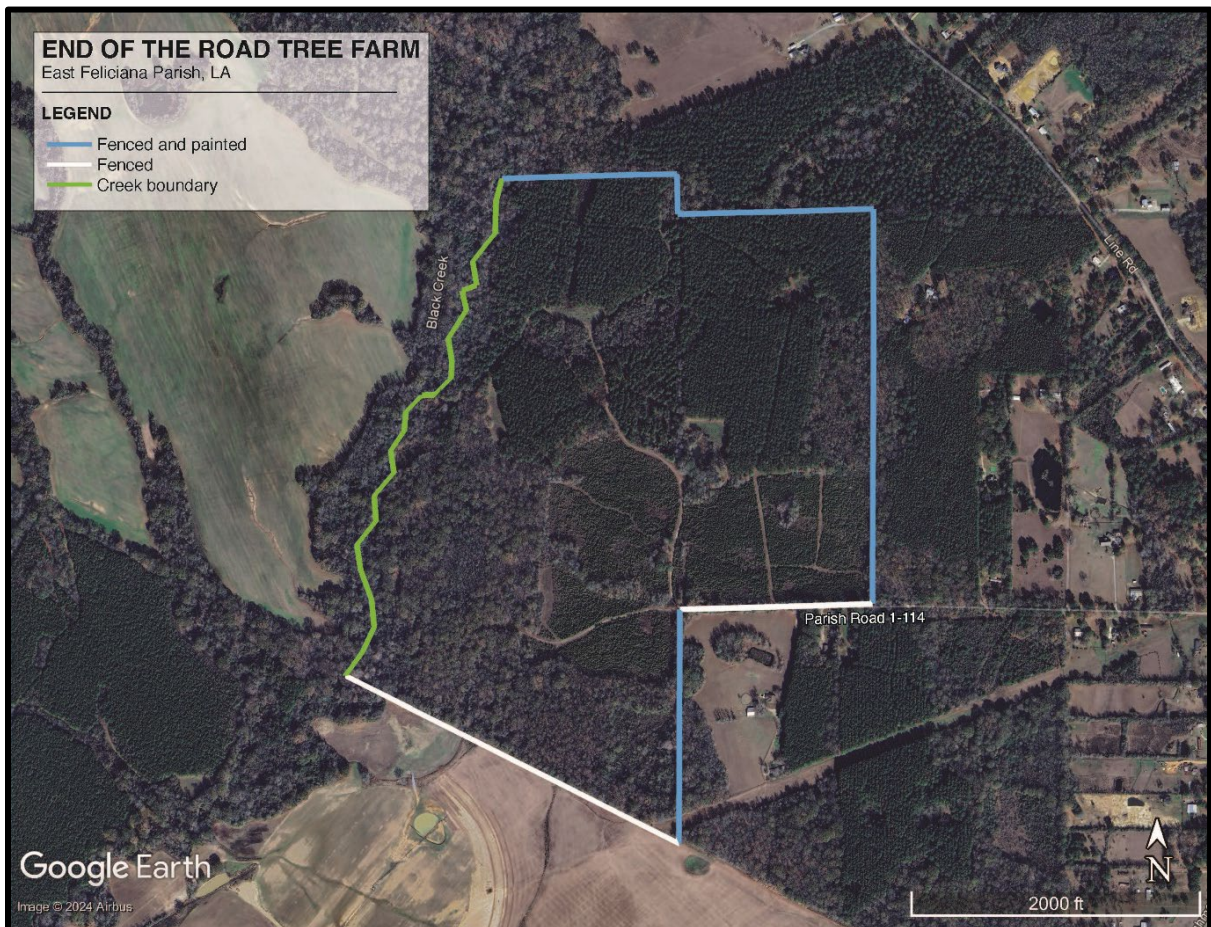 END OF THE ROAD TREE FARM
East Feliciana Parish, LA
LEGEND
Fenced and painted
Fenced
Creek boundary
Black Creek
Line Rd
Parish Road 1-114
Google Earth
Image © 2024 Airbus
N
2000 ft